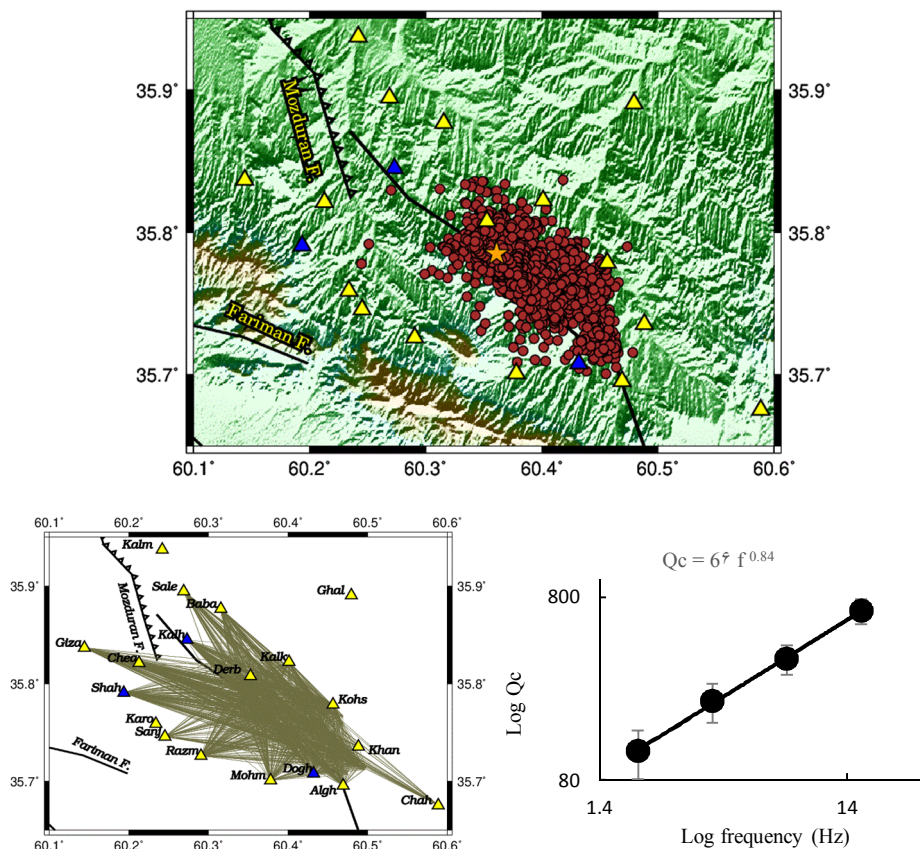 35.9˚
35.9˚
35.8˚
35.8˚
35.7˚
35.7˚
60.1˚ 60.2˚ 60.3˚ 60.4˚ 60.5˚ 60.6˚
Mozduran F.
Fariman F.
60.1˚ 60.2˚ 60.3˚ 60.4˚ 60.5˚ 60.6˚
Kalm
35.9˚ Sale Ghal 35.9˚
Baba
Mozduran F.
Kalh
Giza
Cheq Kalk
Derb
35.8˚ 35.8˚
Shah
Kohs
Karo
Sanj
Fariman F.
Razm Khan
Mohm Dogh
35.7˚ 35.7˚
Algh
Chah
60.1˚ 60.2˚ 60.3˚ 60.4˚ 60.5˚ 60.6˚
Qc = 6۴ f 0.84
800
Log Qc
80
1.4 14
Log frequency (Hz)